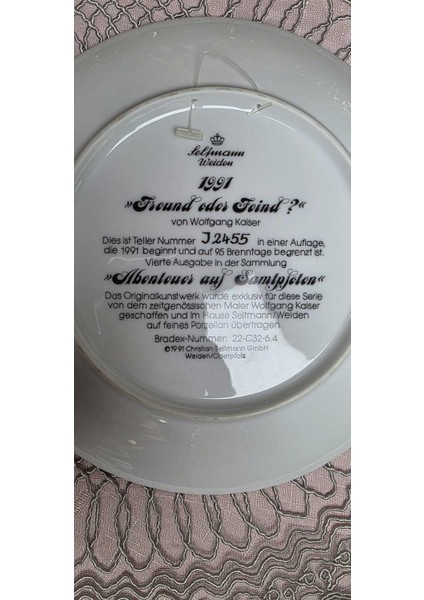 Seltmann
Weiden
1991
»Freund oder Feind?«
von Wolfgang Kaiser
Dies ist Teller Nummer J2455 in einer Auflage,
die 1991 beginnt und auf 95 Brenntage begrenzt ist.
Vierte Ausgabe in der Sammlung
»Abenteuer auf Samtpfoten«
Das Originalkunstwerk wurde exklusiv für diese Serie
von dem zeitgenössischen Maler Wolfgang Kaiser
geschaffen und im Hause Seltmann/Weiden
auf feines Porzellan übertragen.
Bradex-Nummer: 22-C32-6.4
©1991 Christian Seltmann GmbH
Weiden/Oberpfalz